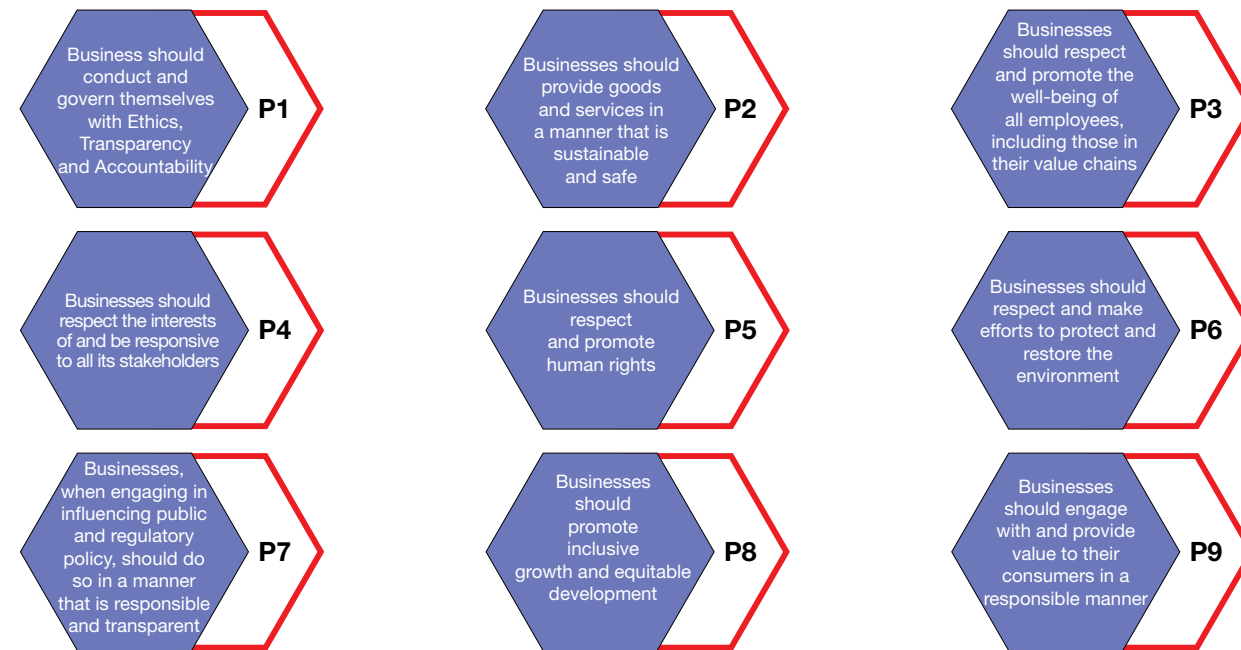 Business should
conduct and
govern themselves
with Ethics,
Transparency
and Accountability
P1
Businesses should
provide goods
and services in
a manner that is
sustainable
and safe
P2
Businesses
should respect
and promote the
well-being of
all employees,
including those in
their value chains
P3
Businesses should
respect the interests
of and be responsive
to all its stakeholders
P4
Businesses should
respect
and promote
human rights
P5
Businesses should
respect and make
efforts to protect and
restore the
environment
P6
Businesses,
when engaging in
influencing public
and regulatory
policy, should do
so in a manner
that is responsible
and transparent
P7
Businesses
should
promote
inclusive
growth and equitable
development
P8
Businesses
should engage
with and provide
value to their
consumers in a
responsible manner
P9